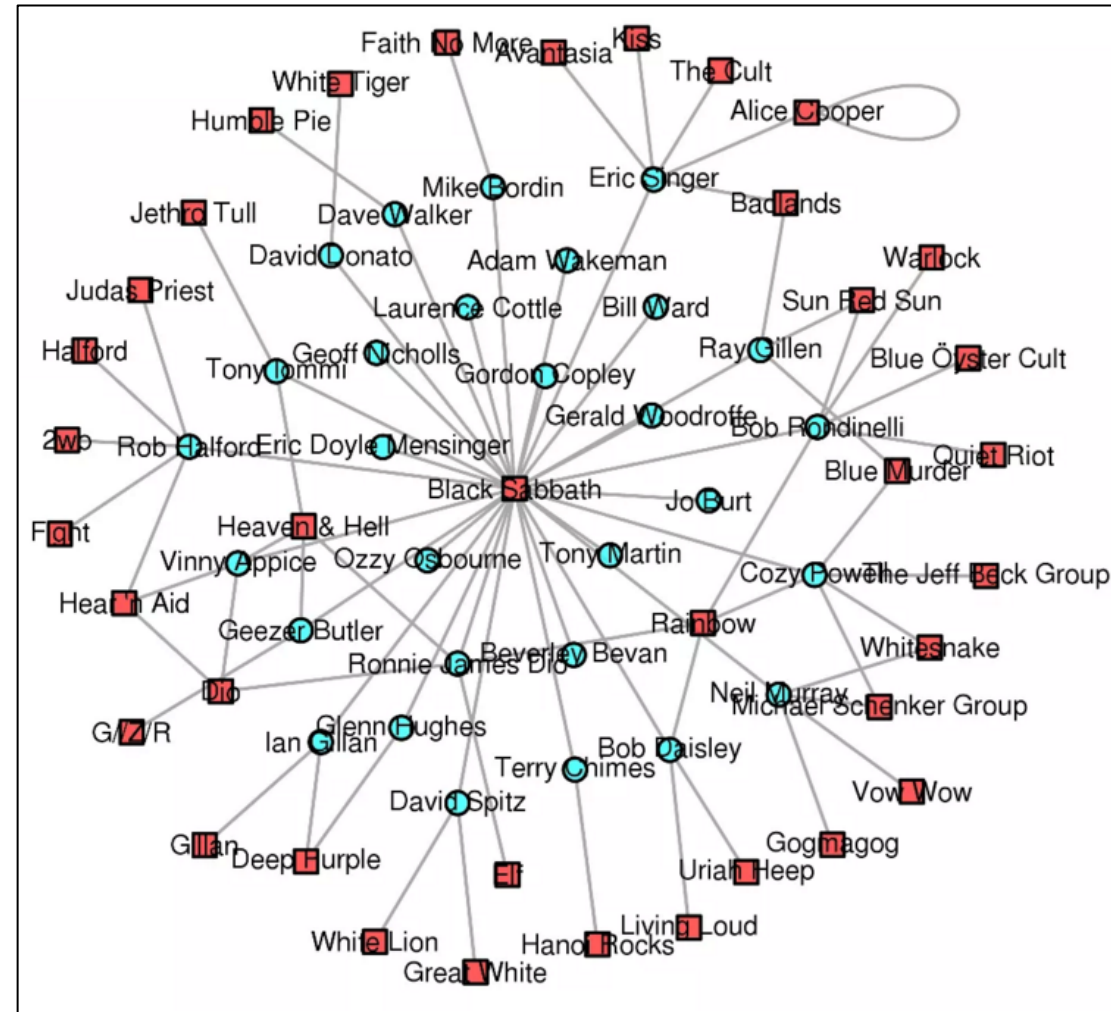 Faith No More
Avantasia
Kiss
The Cult
White Tiger
Alice Cooper
Humble Pie
Mike Bordin
Eric Singer
Badlands
Jethro Tull
Dave Walker
David Donato
Adam Wakeman
Warlock
Judas Priest
Laurence Cottle
Bill Ward
Sun Red Sun
Halford
Geoff Nicholls
Ray Gillen
Blue Öyster Cult
Tony Iommi
Gordon Copley
Gerald Woodroffe
Bob Rondinelli
2wo
Rob Halford
Eric Doyle Mensinger
Quiet Riot
Blue Murder
Black Sabbath
Jo Burt
Fight
Heaven & Hell
Vinny Appice
Ozzy Osbourne
Tony Martin
Cozy Powell
The Jeff Beck Group
Hear 'n Aid
Geezer Butler
Rainbow
Whitesnake
Beverley Bevan
Ronnie James Dio
Dio
Neil Murray
Michael Schenker Group
G/Z/R
Ian Gillan
Glenn Hughes
Bob Daisley
Terry Chimes
Vow Wow
David Spitz
Gillan
Deep Purple
Gogmagog
Elf
Uriah Heep
Living Loud
White Lion
Hanoi Rocks
Great White